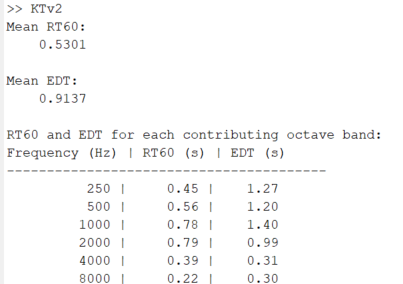 >> KTv2
Mean RT60:
0.5301
Mean EDT:
0.9137
RT60 and EDT for each contributing octave band:
Frequency (Hz) | RT60 (s) | EDT (s)
----------------------------------------
250 | 0.45 | 1.27
500 | 0.56 | 1.20
1000 | 0.78 | 1.40
2000 | 0.79 | 0.99
4000 | 0.39 | 0.31
8000 | 0.22 | 0.30